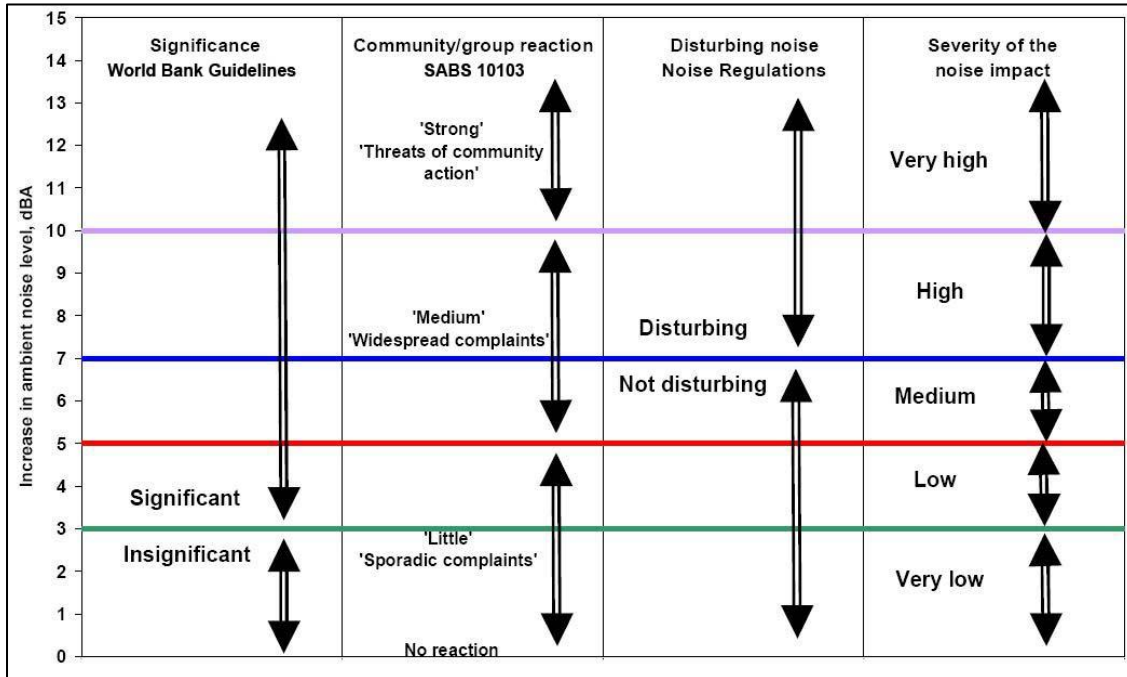 Increase in ambient noise level, dBA
15
14
13
12
11
10
9
8
7
6
5
4
3
2
1
0
Significance
World Bank Guidelines
Significant
Insignificant
Community/group reaction
SABS 10103
'Strong'
'Threats of community
action'
'Medium'
'Widespread complaints'
'Little'
'Sporadic complaints'
No reaction
Disturbing noise
Noise Regulations
Disturbing
Not disturbing
Severity of the
noise impact
Very high
High
Medium
Low
Very low